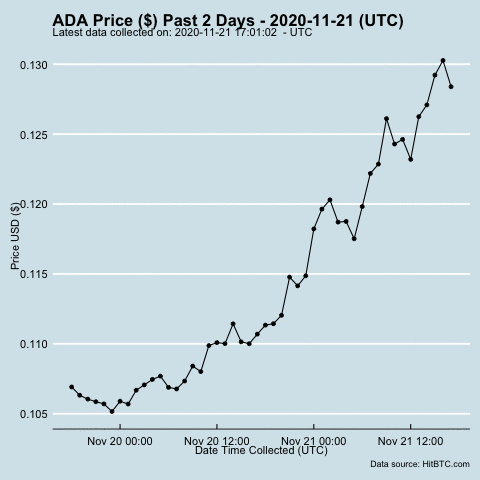 ADA Price ($) Past 2 Days - 2020-11-21 (UTC)
Latest data collected on: 2020-11-21 17:01:02 - UTC
0.130
0.125
0.120
0.115
0.110
0.105
Price USD ($)
Nov 20 00:00 Nov 20 12:00 Nov 21 00:00 Nov 21 12:00
Date Time Collected (UTC)
Data source: HitBTC.com